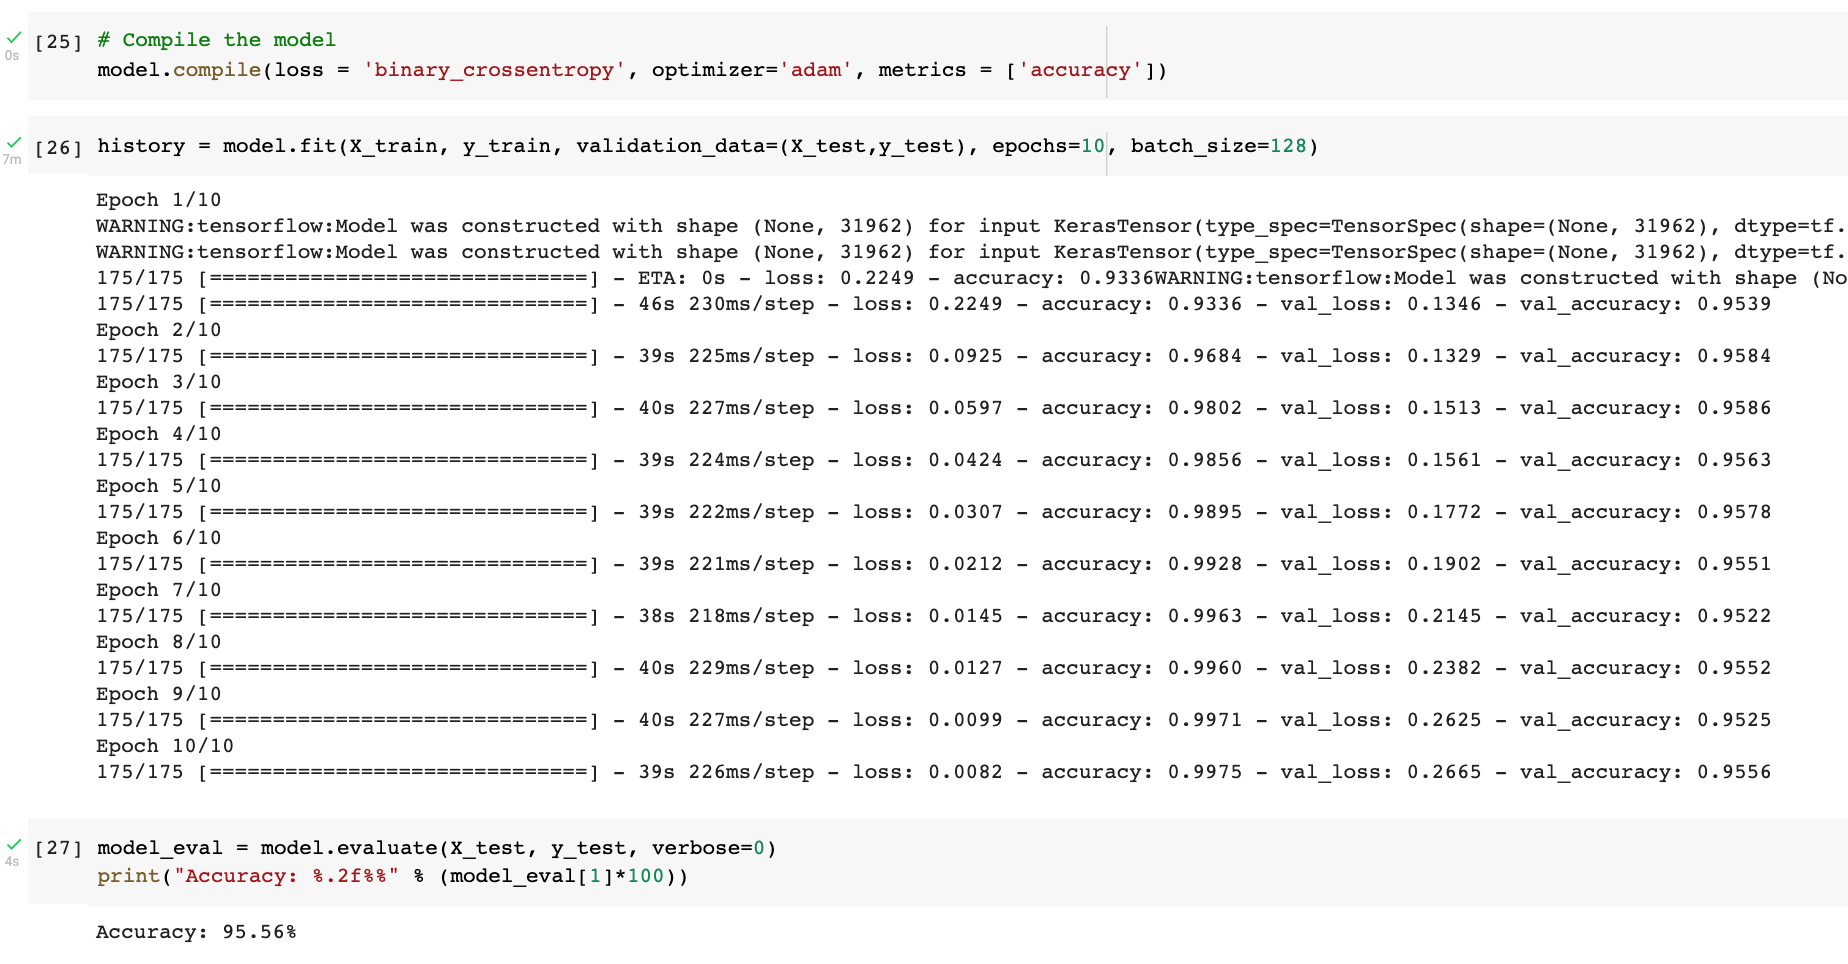 [25] # Compile the model
0s
model.compile(loss = 'binary_crossentropy', optimizer='adam', metrics = ['accuracy'])
[26] history = model.fit(X_train, y_train, validation_data=(X_test,y_test), epochs=10, batch_size=128)
7m
Epoch 1/10
WARNING:tensorflow:Model was constructed with shape (None, 31962) for input KerasTensor(type_spec=TensorSpec(shape=(None, 31962), dtype=tf.
WARNING:tensorflow:Model was constructed with shape (None, 31962) for input KerasTensor(type_spec=TensorSpec(shape=(None, 31962), dtype=tf.
175/175 [==============================] - ETA: 0s - loss: 0.2249 - accuracy: 0.9336WARNING:tensorflow:Model was constructed with shape (No
175/175 [==============================] - 46s 230ms/step - loss: 0.2249 - accuracy: 0.9336 - val_loss: 0.1346 - val_accuracy: 0.9539
Epoch 2/10
175/175 [==============================] - 39s 225ms/step - loss: 0.0925 - accuracy: 0.9684 - val_loss: 0.1329 - val_accuracy: 0.9584
Epoch 3/10
175/175 [==============================] - 40s 227ms/step - loss: 0.0597 - accuracy: 0.9802 - val_loss: 0.1513 - val_accuracy: 0.9586
Epoch 4/10
175/175 [==============================] - 39s 224ms/step - loss: 0.0424 - accuracy: 0.9856 - val_loss: 0.1561 - val_accuracy: 0.9563
Epoch 5/10
175/175 [==============================] - 39s 222ms/step - loss: 0.0307 - accuracy: 0.9895 - val_loss: 0.1772 - val_accuracy: 0.9578
Epoch 6/10
175/175 [==============================] - 39s 221ms/step - loss: 0.0212 - accuracy: 0.9928 - val_loss: 0.1902 - val_accuracy: 0.9551
Epoch 7/10
175/175 [==============================] - 38s 218ms/step - loss: 0.0145 - accuracy: 0.9963 - val_loss: 0.2145 - val_accuracy: 0.9522
Epoch 8/10
175/175 [==============================] - 40s 229ms/step - loss: 0.0127 - accuracy: 0.9960 - val_loss: 0.2382 - val_accuracy: 0.9552
Epoch 9/10
175/175 [==============================] - 40s 227ms/step - loss: 0.0099 - accuracy: 0.9971 - val_loss: 0.2625 - val_accuracy: 0.9525
Epoch 10/10
175/175 [==============================] - 39s 226ms/step - loss: 0.0082 - accuracy: 0.9975 - val_loss: 0.2665 - val_accuracy: 0.9556
[27] model_eval = model.evaluate(X_test, y_test, verbose=0)
4s
print("Accuracy: %.2f%%" % (model_eval[1]*100))
Accuracy: 95.56%